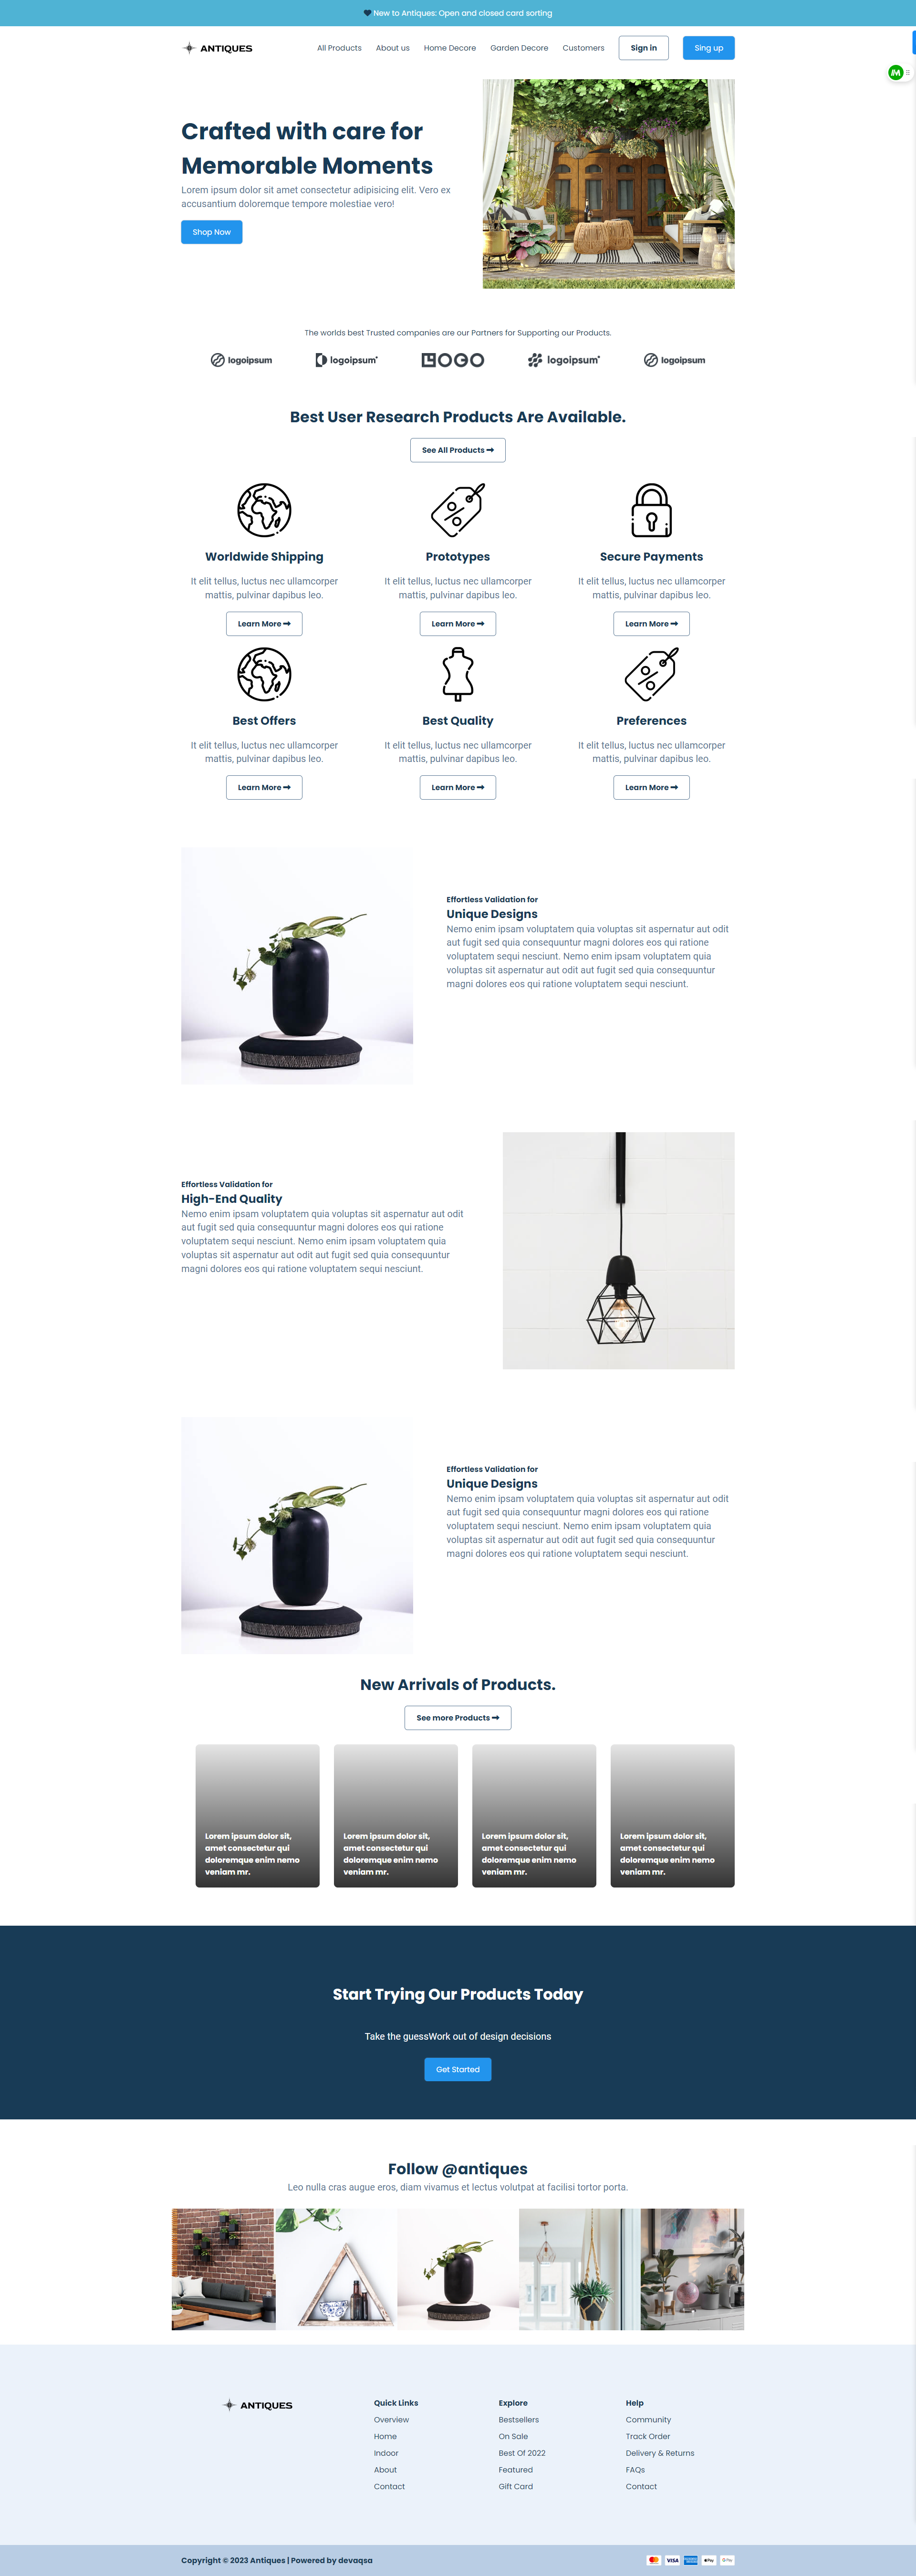 New to Antiques: Open and closed card sorting
ANTIQUES
All Products
About us
Home Decore
Garden Decore
Customers
Sign in
Sing up
Crafted with care for
Memorable Moments
Lorem ipsum dolor sit amet consectetur adipisicing elit. Vero ex
accusantium doloremque tempore molestiae vero!
Shop Now
The worlds best Trusted companies are our Partners for Supporting our Products.
logoipsum
logoipsum
LOGO
logoipsum
logoipsum
Best User Research Products Are Available.
See All Products
Worldwide Shipping
It elit tellus, luctus nec ullamcorper
mattis, pulvinar dapibus leo.
Learn More
Prototypes
It elit tellus, luctus nec ullamcorper
mattis, pulvinar dapibus leo.
Learn More
Secure Payments
It elit tellus, luctus nec ullamcorper
mattis, pulvinar dapibus leo.
Learn More
Best Offers
It elit tellus, luctus nec ullamcorper
mattis, pulvinar dapibus leo.
Learn More
Best Quality
It elit tellus, luctus nec ullamcorper
mattis, pulvinar dapibus leo.
Learn More
Preferences
It elit tellus, luctus nec ullamcorper
mattis, pulvinar dapibus leo.
Learn More
Effortless Validation for
Unique Designs
Nemo enim ipsam voluptatem quia voluptas sit aspernatur aut odit
aut fugit sed quia consequuntur magni dolores eos qui ratione
voluptatem sequi nesciunt. Nemo enim ipsam voluptatem quia
voluptas sit aspernatur aut odit aut fugit sed quia consequuntur
magni dolores eos qui ratione voluptatem sequi nesciunt.
Effortless Validation for
High-End Quality
Nemo enim ipsam voluptatem quia voluptas sit aspernatur aut odit
aut fugit sed quia consequuntur magni dolores eos qui ratione
voluptatem sequi nesciunt. Nemo enim ipsam voluptatem quia
voluptas sit aspernatur aut odit aut fugit sed quia consequuntur
magni dolores eos qui ratione voluptatem sequi nesciunt.
Effortless Validation for
Unique Designs
Nemo enim ipsam voluptatem quia voluptas sit aspernatur aut odit
aut fugit sed quia consequuntur magni dolores eos qui ratione
voluptatem sequi nesciunt. Nemo enim ipsam voluptatem quia
voluptas sit aspernatur aut odit aut fugit sed quia consequuntur
magni dolores eos qui ratione voluptatem sequi nesciunt.
New Arrivals of Products.
See more Products
Lorem ipsum dolor sit,
amet consectetur qui
doloremque enim nemo
veniam mr.
Lorem ipsum dolor sit,
amet consectetur qui
doloremque enim nemo
veniam mr.
Lorem ipsum dolor sit,
amet consectetur qui
doloremque enim nemo
veniam mr.
Lorem ipsum dolor sit,
amet consectetur qui
doloremque enim nemo
veniam mr.
Start Trying Our Products Today
Take the guessWork out of design decisions
Get Started
Follow @antiques
Leo nulla cras augue eros, diam vivamus et lectus volutpat at facilisi tortor porta.
ANTIQUES
Quick Links
Overview
Home
Indoor
About
Contact
Explore
Bestsellers
On Sale
Best Of 2022
Featured
Gift Card
Help
Community
Track Order
Delivery & Returns
FAQs
Contact
Copyright © 2023 Antiques | Powered by devaqsa
VISA
Pay
G Pay